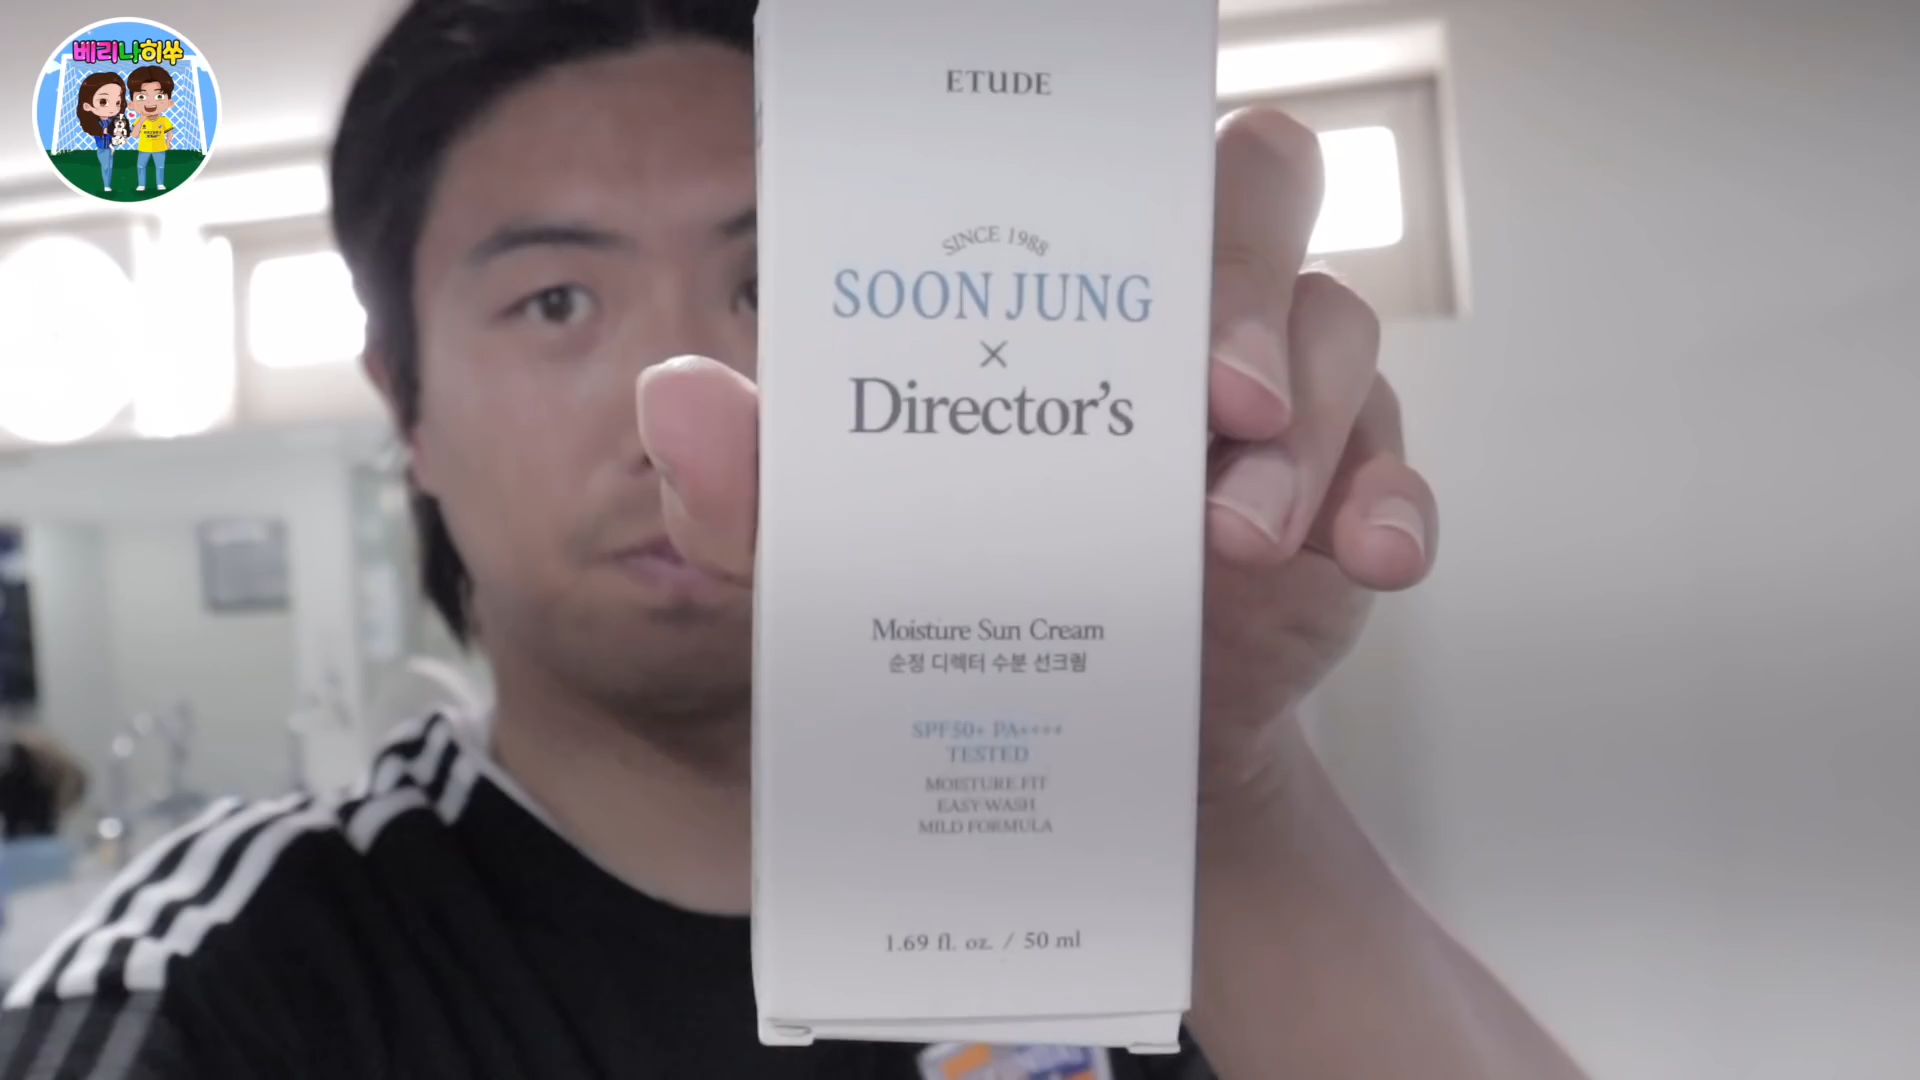 베리나히쑤
ETUDE
SINCE 1988
SOON JUNG
×
Director's
Moisture Sun Cream
순정 디렉터 수분 선크림
SPF50+ PA++++
TESTED
MOISTURE FIT
EASY WASH
MILD FORMULA
1.69 fl. oz. / 50 ml